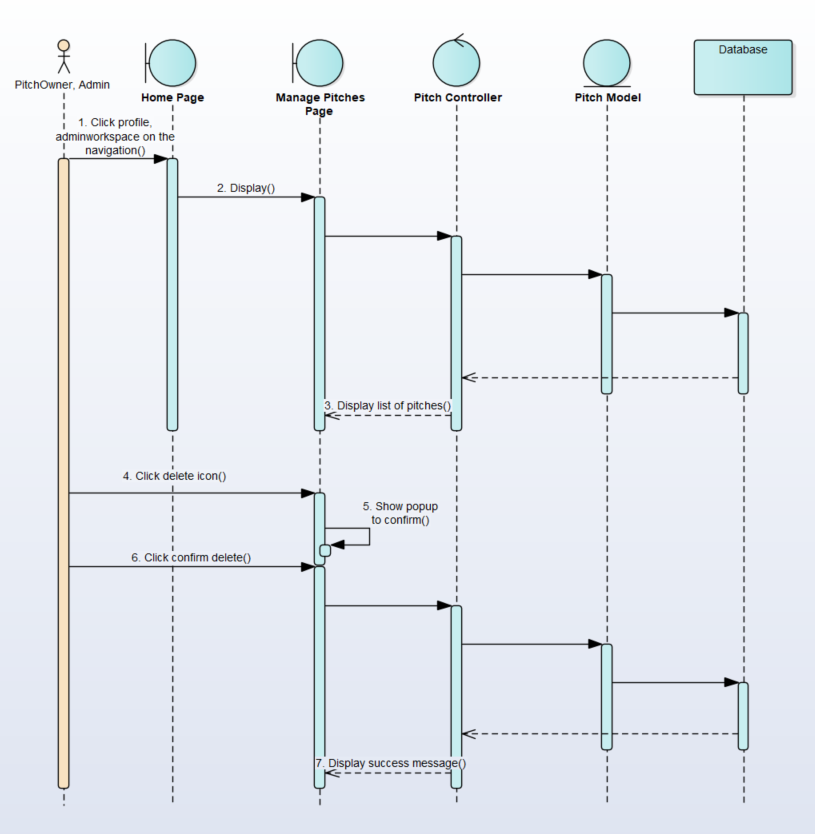 PitchOwner, Admin
Home Page
Manage Pitches
Page
Pitch Controller
Pitch Model
Database
1. Click profile,
adminworkspace on the
navigation()
2. Display()
3. Display list of pitches()
4. Click delete icon()
5. Show popup
to confirm()
6. Click confirm delete()
7. Display success message()